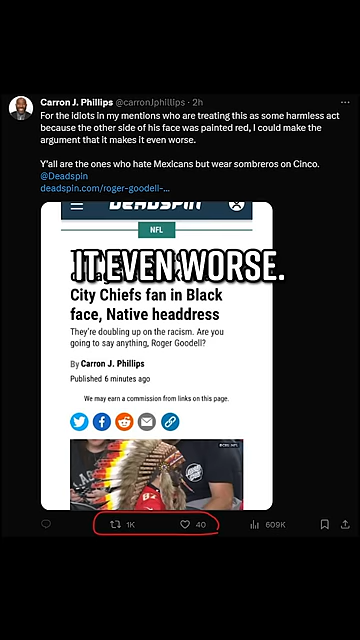 Carron J. Phillips @carronJphillips · 2h
For the idiots in my mentions who are treating this as some harmless act
because the other side of his face was painted red, I could make the
argument that it makes it even worse.
Y'all are the ones who hate Mexicans but wear sombreros on Cinco.
@Deadspin
deadspin.com/roger-goodell-...
DEADSPIN
NFL
IT EVEN WORSE.
City Chiefs fan in Black
face, Native headdress
They're doubling up on the racism. Are you
going to say anything, Roger Goodell?
By Carron J. Phillips
Published 6 minutes ago
We may earn a commission from links on this page.
1K
40
609K